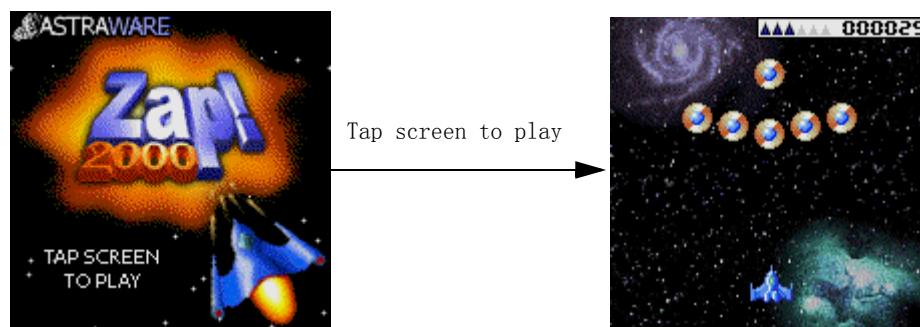 ASTRAWARE
Zap!
2000
TAP SCREEN
TO PLAY
Tap screen to play
000029